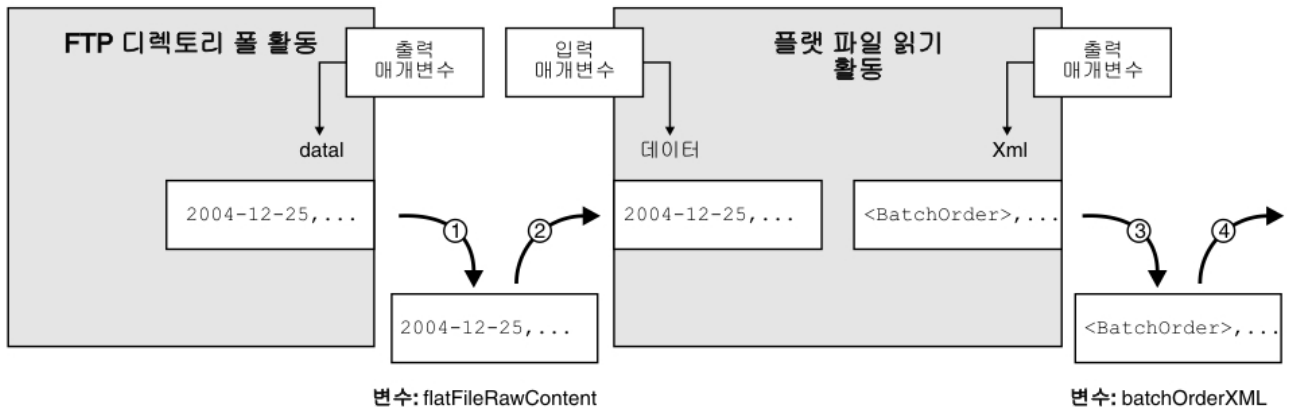 FTP 디렉토리 폴 활동
출력
매개변수
datal
2004-12-25,...
입력
매개변수
플랫 파일 읽기
활동
출력
매개변수
데이터
Xml
2004-12-25,...
<BatchOrder>,...
①
②
③
④
2004-12-25,...
<BatchOrder>,...
변수: flatFileRawContent
변수: batchOrderXML